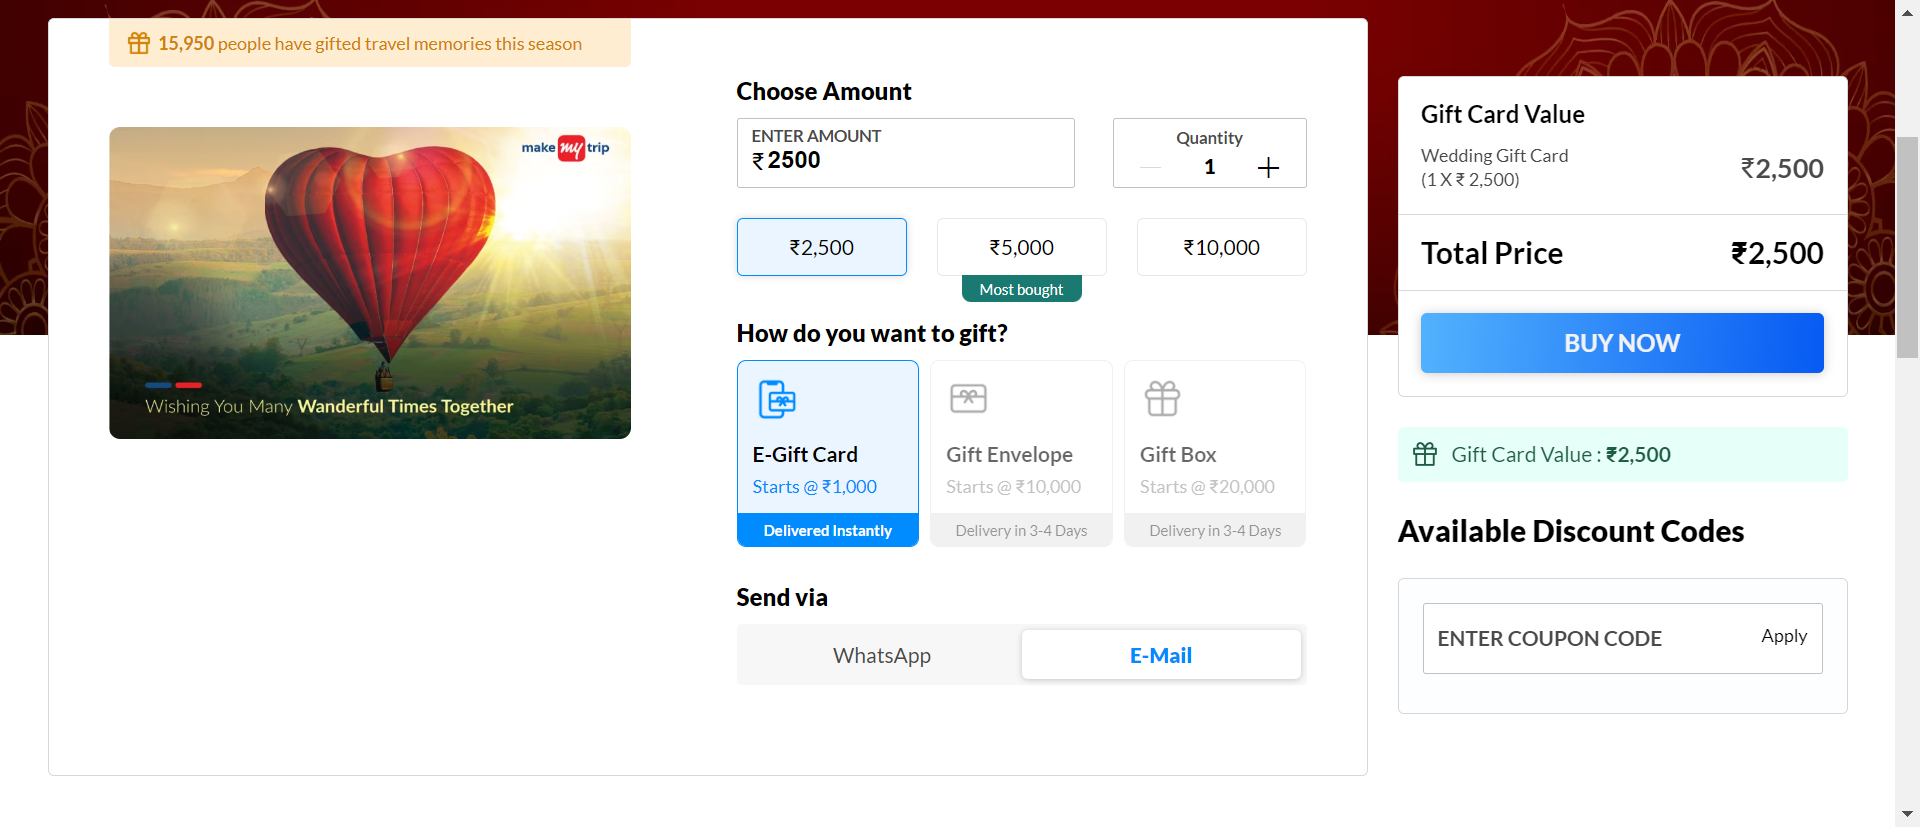 15,950 people have gifted travel memories this season
make my trip
Wishing You Many Wanderful Times Together
Choose Amount
ENTER AMOUNT
₹ 2500
Quantity
1
₹2,500
₹5,000
₹10,000
Most bought
How do you want to gift?
E-Gift Card
Starts @ ₹1,000
Delivered Instantly
Gift Envelope
Starts @ ₹10,000
Delivery in 3-4 Days
Gift Box
Starts @ ₹20,000
Delivery in 3-4 Days
Send via
WhatsApp
E-Mail
Gift Card Value
Wedding Gift Card
(1 X ₹ 2,500)
₹2,500
Total Price
₹2,500
BUY NOW
Gift Card Value : ₹2,500
Available Discount Codes
ENTER COUPON CODE
Apply